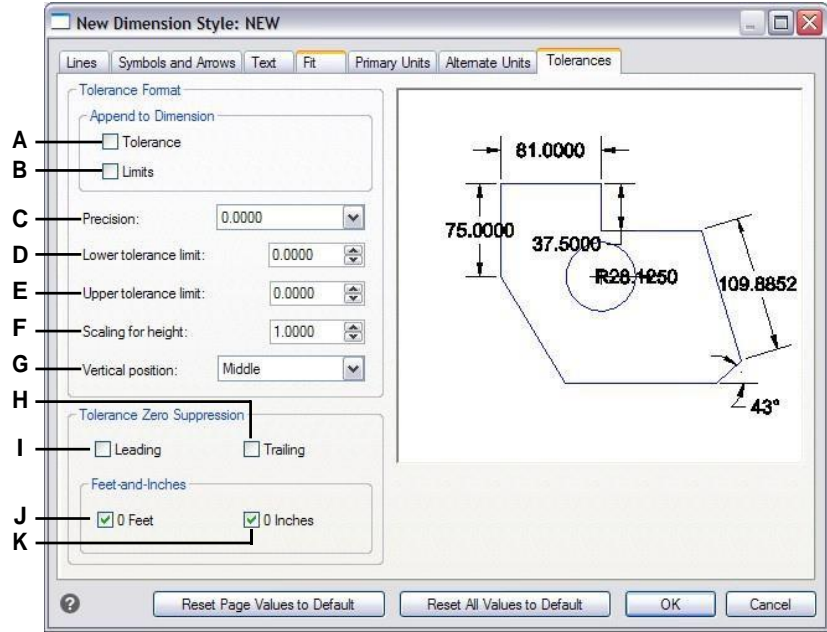 New Dimension Style: NEW
Lines Symbols and Arrows Text Fit Primary Units Alternate Units Tolerances
Tolerance Format
Append to Dimension
A Tolerance
B Limits
C Precision: 0.0000
D Lower tolerance limit: 0.0000
E Upper tolerance limit: 0.0000
F Scaling for height: 1.0000
G Vertical position: Middle
H
Tolerance Zero Suppression
I Leading Trailing
Feet-and-Inches
J 0 Feet 0 Inches
K
81.0000
75.0000
37.5000
R28.1250
109.8852
43°
Reset Page Values to Default Reset All Values to Default OK Cancel